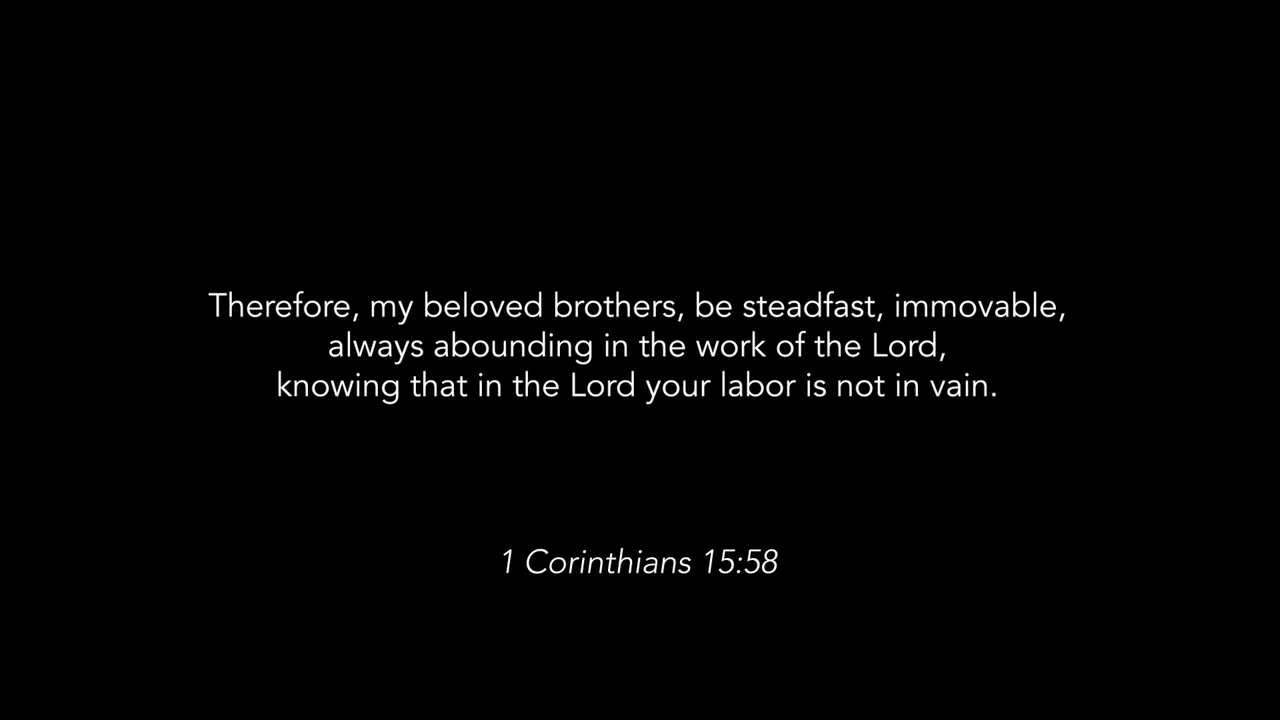 Therefore, my beloved brothers, be steadfast, immovable,
always abounding in the work of the Lord,
knowing that in the Lord your labor is not in vain.
1 Corinthians 15:58